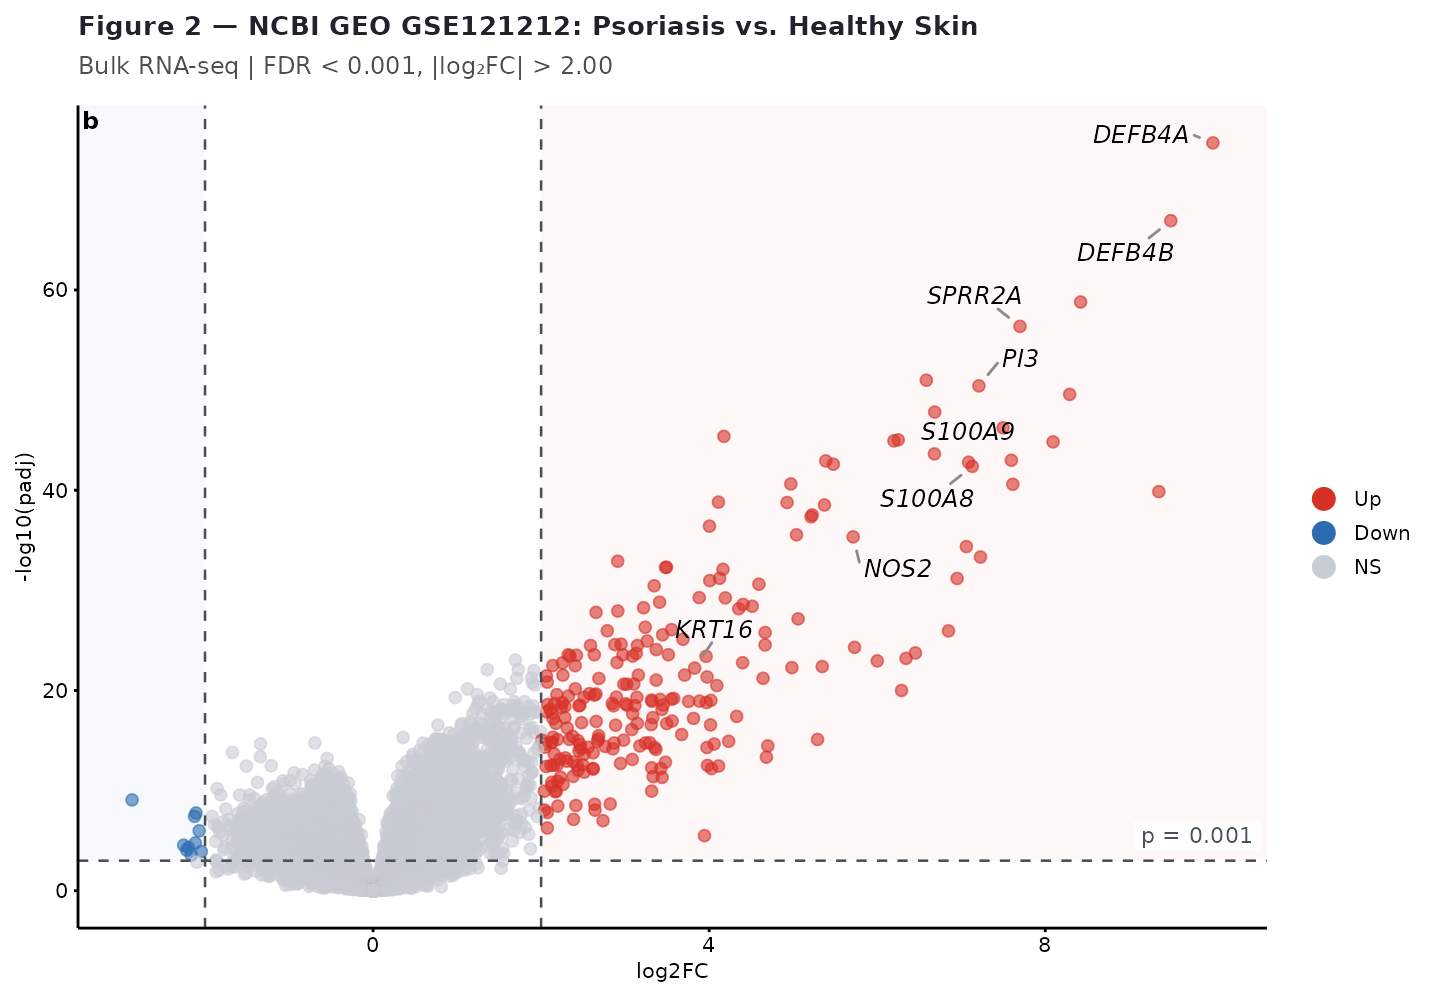 Figure 2 — NCBI GEO GSE121212: Psoriasis vs. Healthy Skin
Bulk RNA-seq | FDR < 0.001, |log₂FC| > 2.00
b
DEFB4A
DEFB4B
SPRR2A
PI3
S100A9
S100A8
NOS2
KRT16
p = 0.001
60
40
20
0
-log10(padj)
0
4
8
log2FC
Up
Down
NS